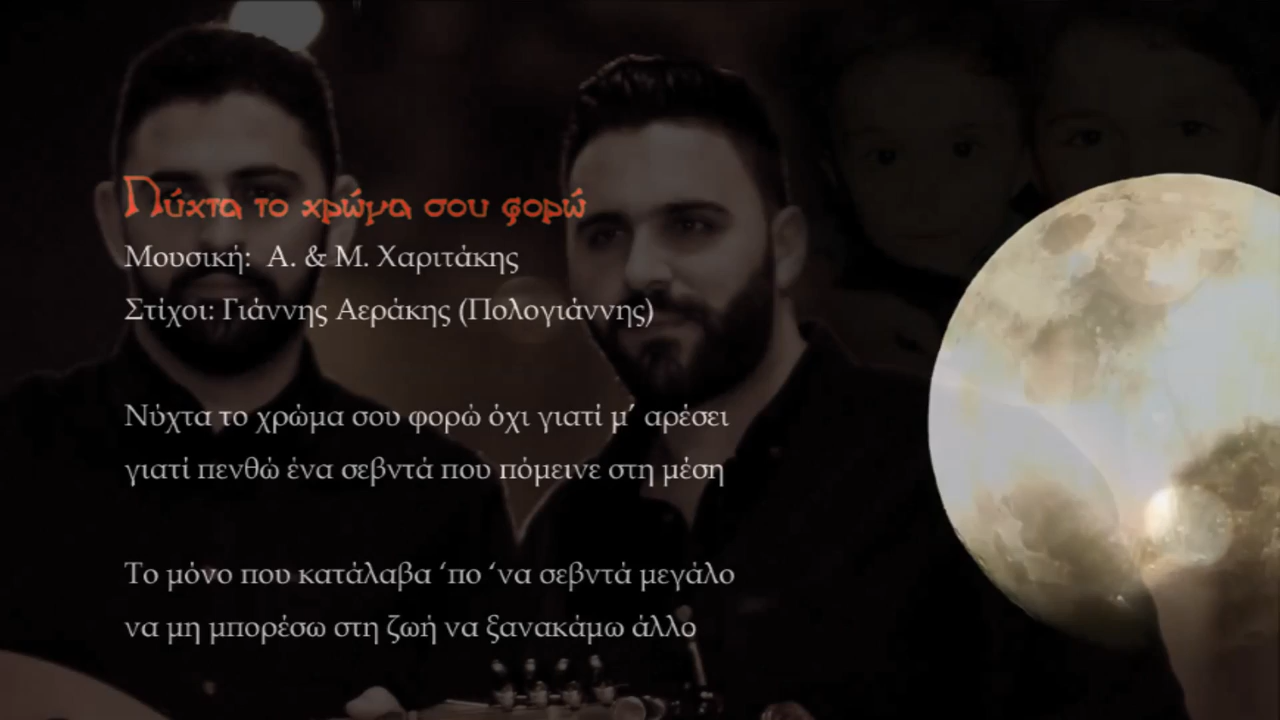 Νύχτα το χρώμα σου φορώ
Μουσική: Α. & Μ. Χαριτάκης
Στίχοι: Γιάννης Αεράκης (Πολογιάννης)
Νύχτα το χρώμα σου φορώ όχι γιατί μ΄ αρέσει
γιατί πενθώ ένα σεβντά που πόμεινε στη μέση
Το μόνο που κατάλαβα ‘πο ‘να σεβντά μεγάλο
να μη μπορέσω στη ζωή να ξανακάμω άλλο